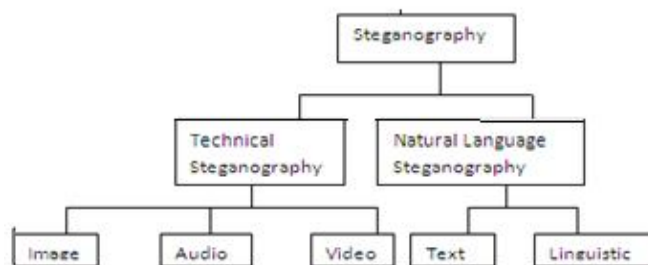 Steganography
Technical
Steganography
Natural Language
Steganography
Image
Audio
Video
Text
Linguistic